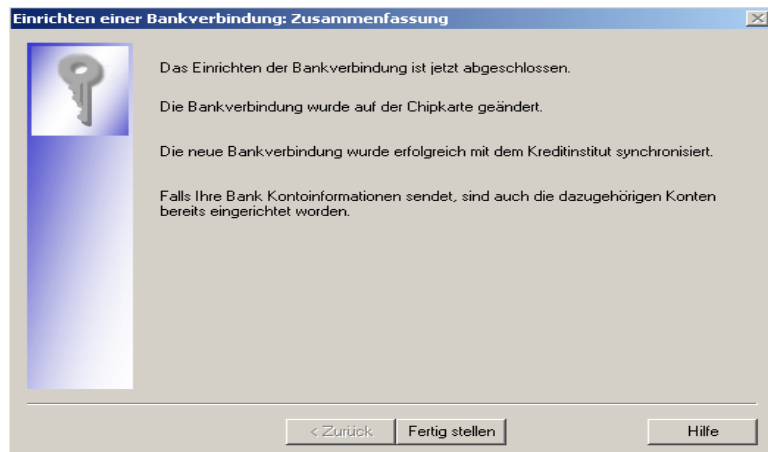 Einrichten einer Bankverbindung: Zusammenfassung
Das Einrichten der Bankverbindung ist jetzt abgeschlossen.
Die Bankverbindung wurde auf der Chipkarte geändert.
Die neue Bankverbindung wurde erfolgreich mit dem Kreditinstitut synchronisiert.
Falls Ihre Bank Kontoinformationen sendet, sind auch die dazugehörigen Konten
bereits eingerichtet worden.
< Zurück
Fertig stellen
Hilfe